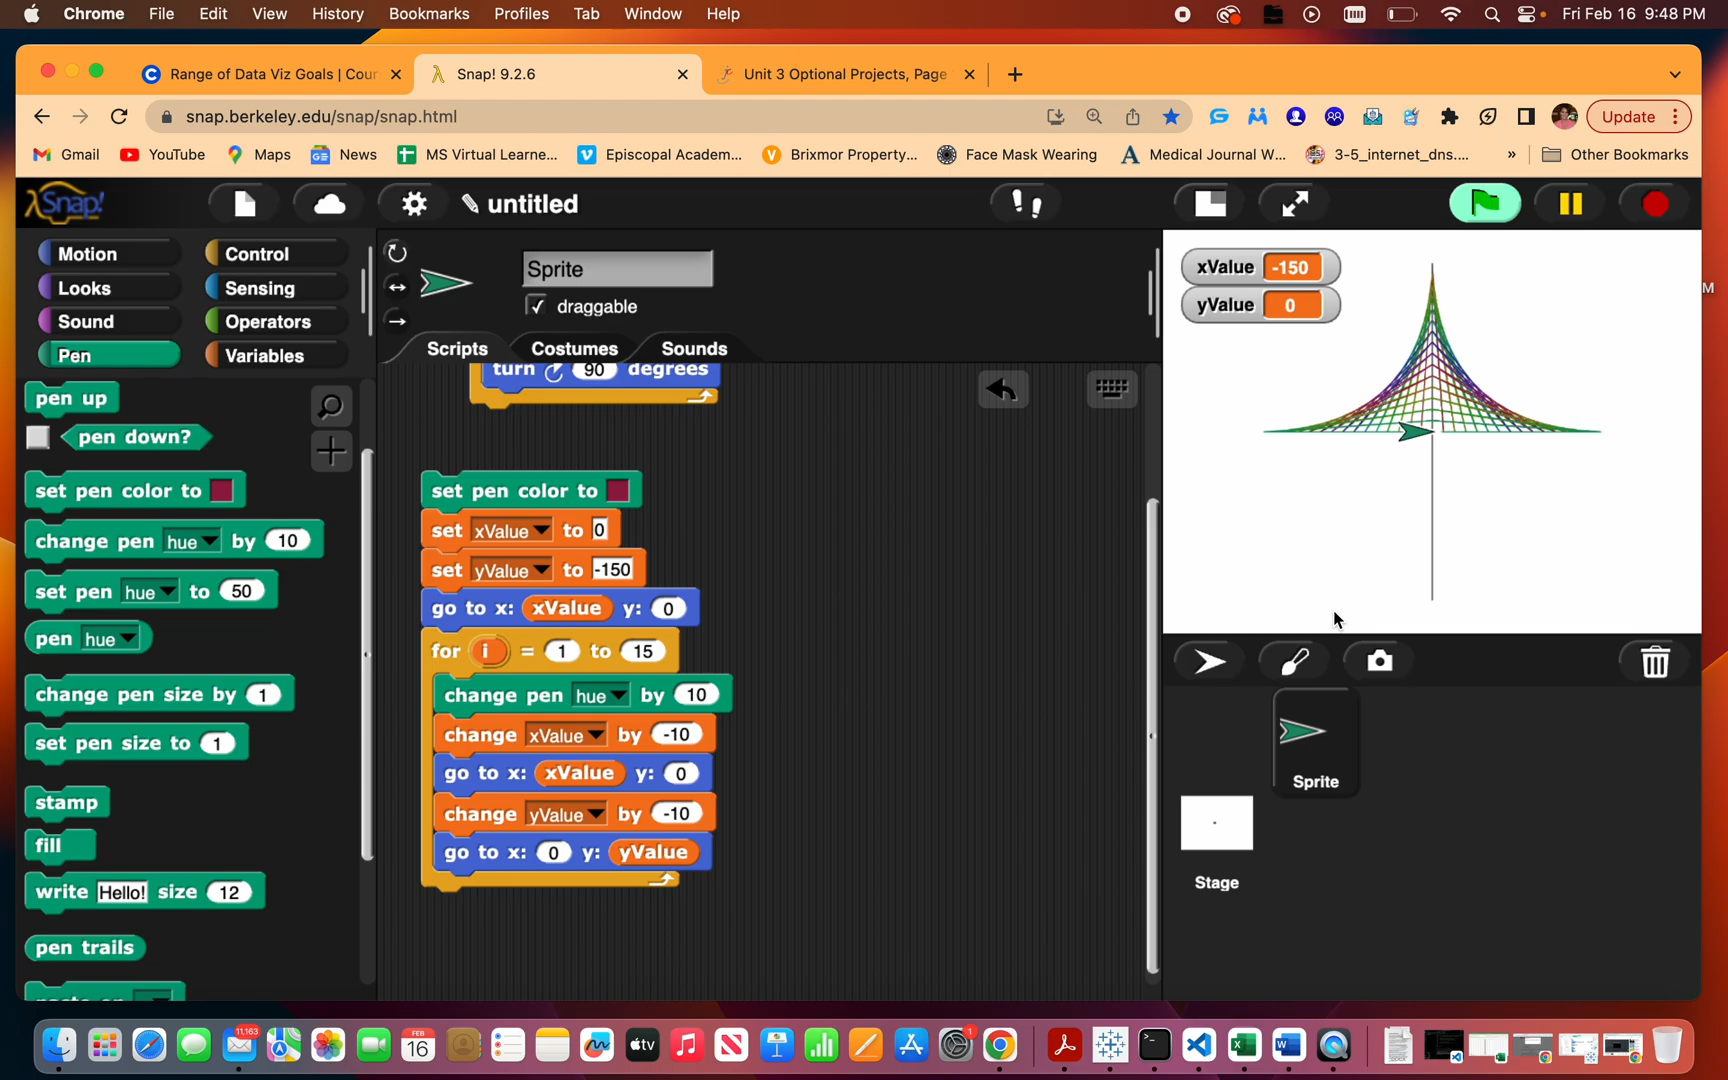 Chrome File Edit View History Bookmarks Profiles Tab Window Help Fri Feb 16 9:48 PM
Range of Data Viz Goals | Cour Snap! 9.2.6 Unit 3 Optional Projects, Page
snap.berkeley.edu/snap/snap.html Update
Gmail YouTube Maps News MS Virtual Learne... Episcopal Academ... Brixmor Property... Face Mask Wearing Medical Journal W... 3-5_internet_dns.... » Other Bookmarks
Snap! untitled
Motion Control
Looks Sensing
Sound Operators
Pen Variables
Sprite
draggable
Scripts Costumes Sounds
xValue -150
yValue 0
pen up
pen down?
set pen color to
change pen hue by 10
set pen hue to 50
pen hue
change pen size by 1
set pen size to 1
stamp
fill
write Hello! size 12
pen trails
turn 90 degrees
set pen color to
set xValue to 0
set yValue to -150
go to x: xValue y: 0
for i = 1 to 15
change pen hue by 10
change xValue by -10
go to x: xValue y: 0
change yValue by -10
go to x: 0 y: yValue
Sprite
Stage
M
11,163
FEB
16
tv
1